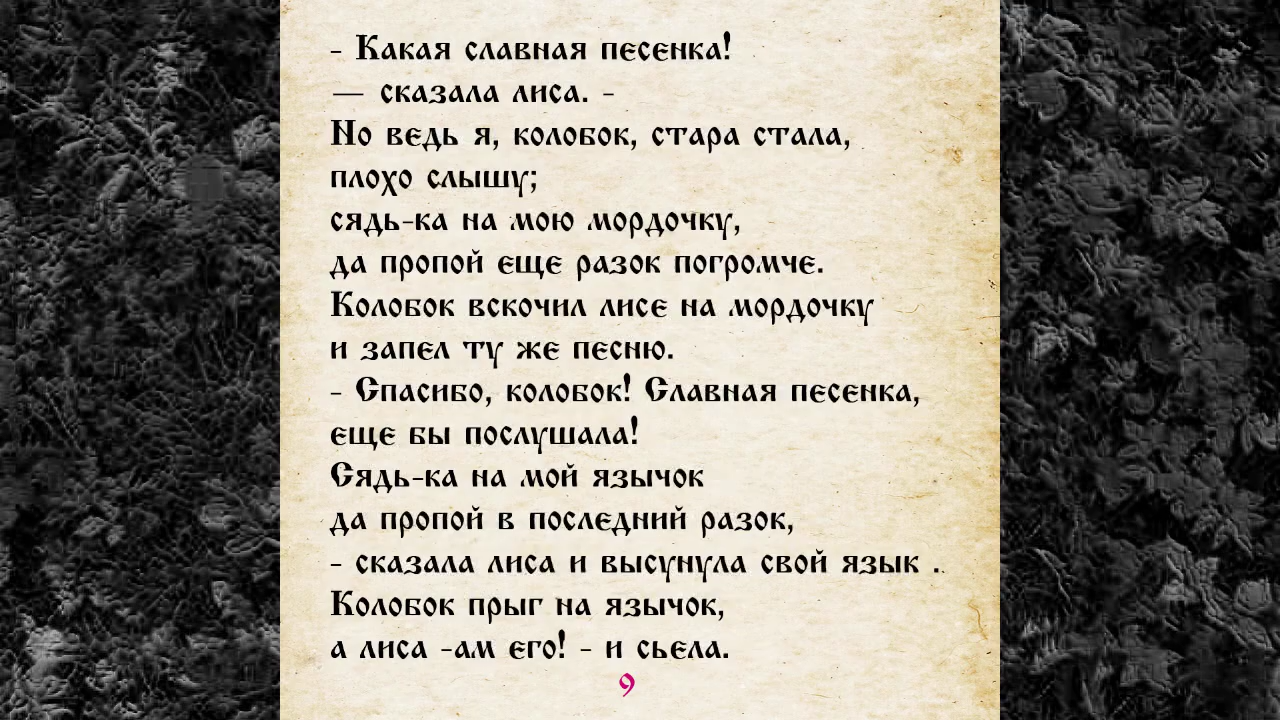 - Какая славная песенка!
— сказала лиса. -
Но ведь я, колобок, стара стала,
плохо слышу;
сядь-ка на мою мордочку,
да пропой еще разок погромче.
Колобок вскочил лисе на мордочку
и запел ту же песню.
- Спасибо, колобок! Славная песенка,
еще бы послушала!
Сядь-ка на мой язычок
да пропой в последний разок,
- сказала лиса и высунула свой язык .
Колобок прыг на язычок,
а лиса -ам его! - и сьела.
9